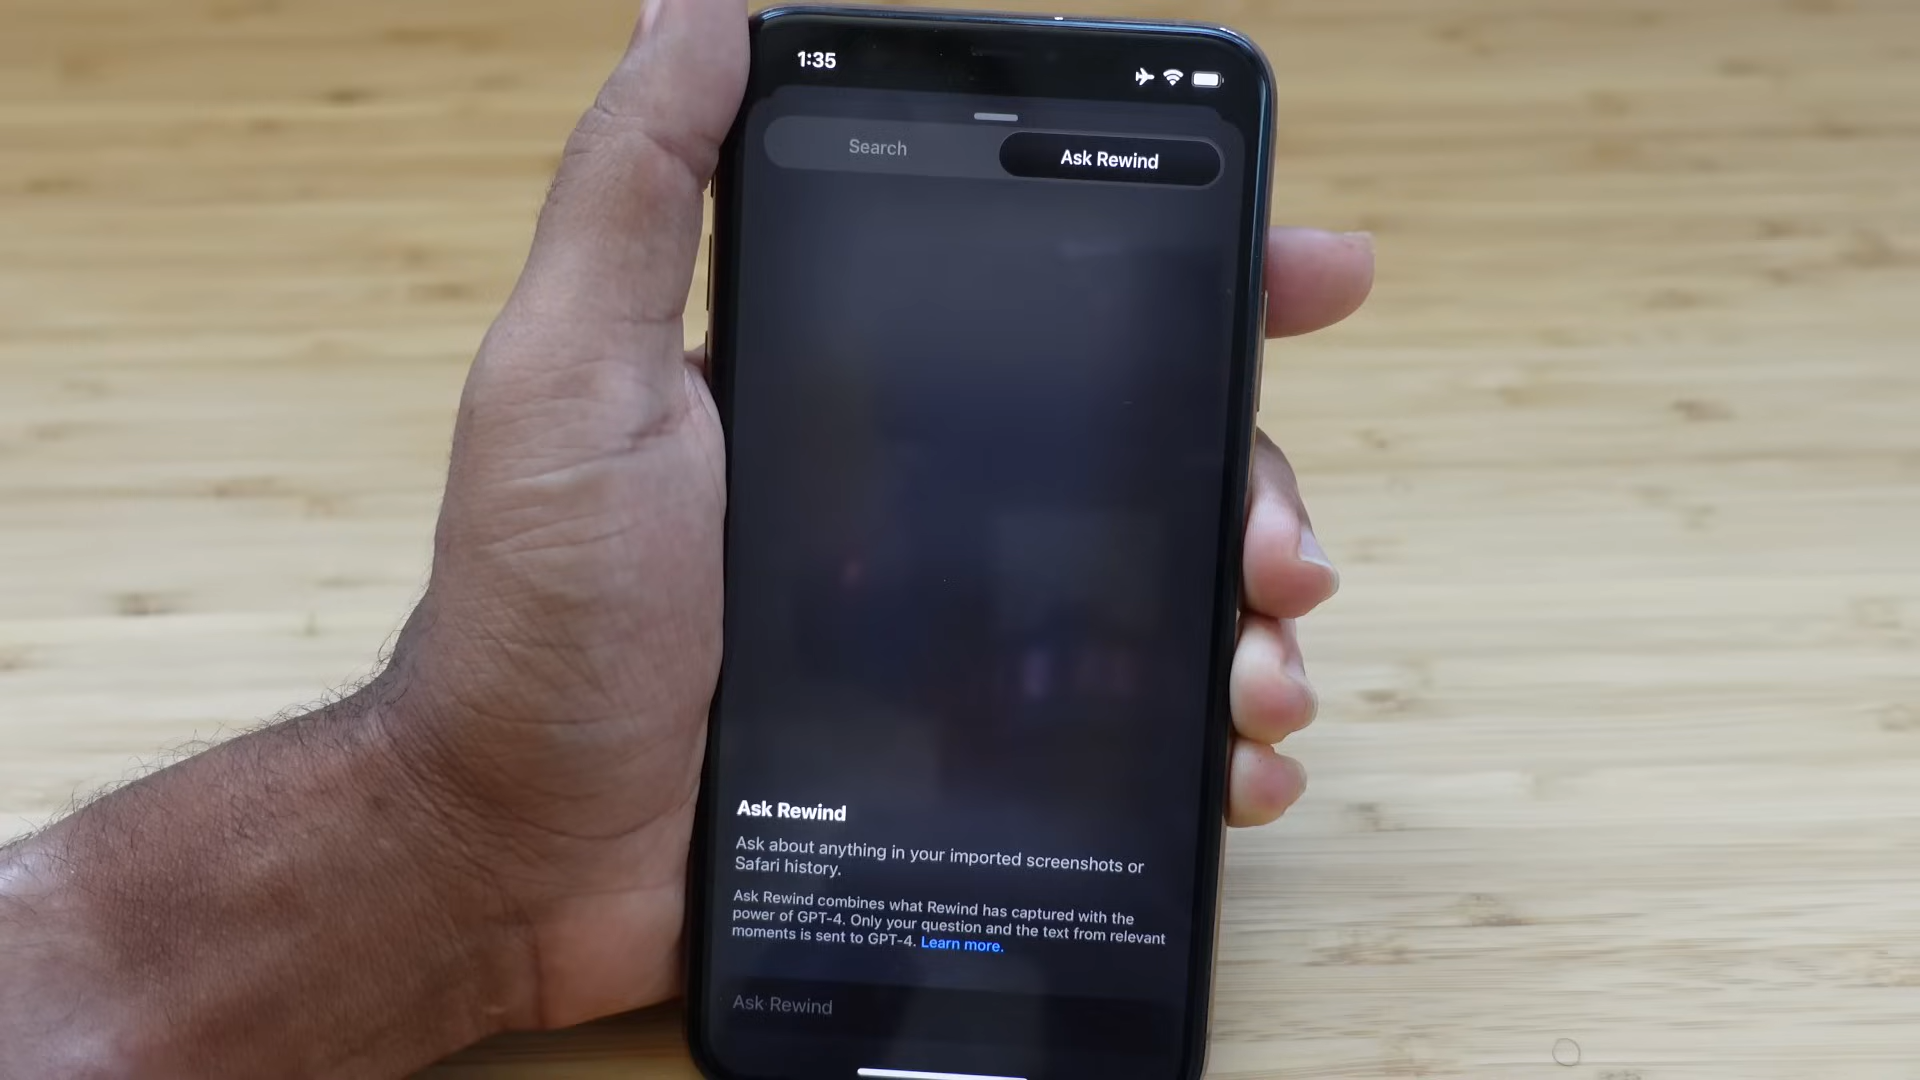 1:35
Search
Ask Rewind
Ask Rewind
Ask about anything in your imported screenshots or
Safari history.
Ask Rewind combines what Rewind has captured with the
power of GPT-4. Only your question and the text from relevant
moments is sent to GPT-4. Learn more.
Ask Rewind